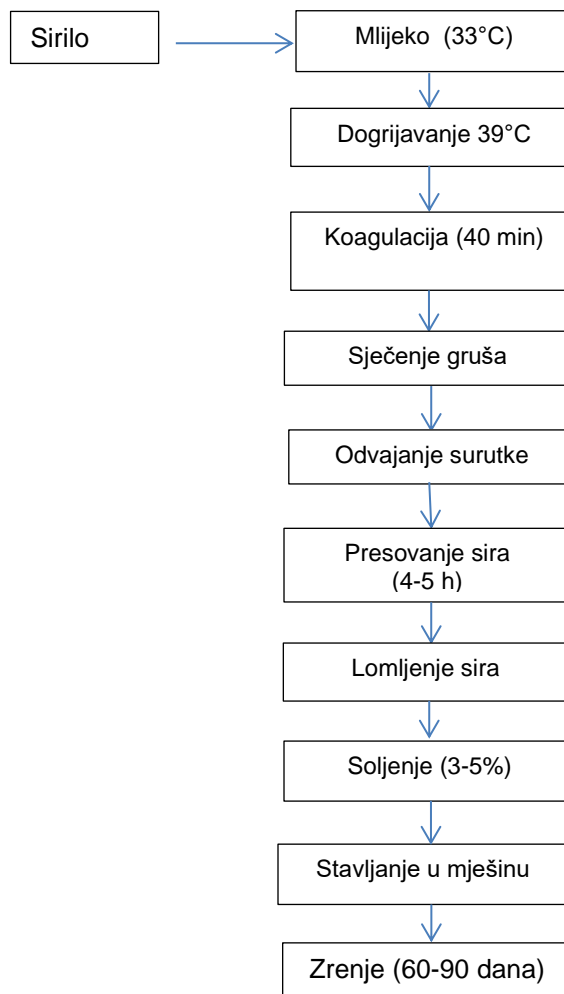 Sirilo
Mlijeko (33°C)
Dogrijavanje 39°C
Koagulacija (40 min)
Sječenje gruša
Odvajanje surutke
Presovanje sira
(4-5 h)
Lomljenje sira
Soljenje (3-5%)
Stavljanje u mješinu
Zrenje (60-90 dana)